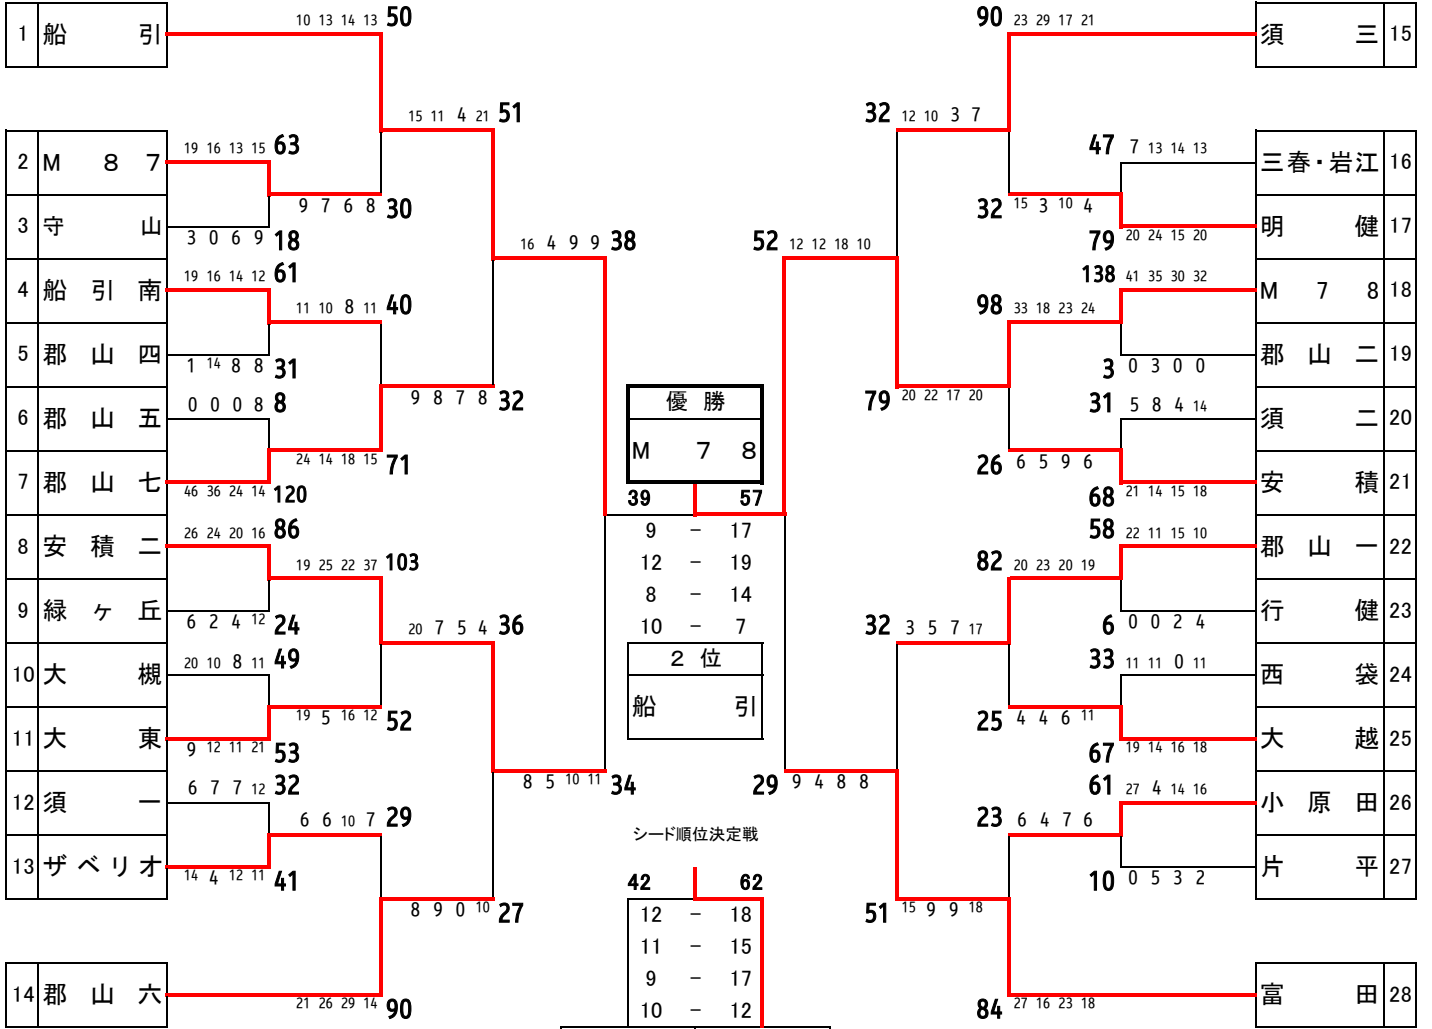 1 船 引 10 13 14 13 50 90 23 29 17 21 須 三 15
15 11 4 21 51 32 12 10 3 7
2 M 8 7 19 16 13 15 63 47 7 13 14 13 三春・岩江 16
9 7 6 8 30 32 15 3 10 4
3 守 山 3 0 6 9 18 79 20 24 15 20 明 健 17
16 4 9 9 38 52 12 12 18 10
4 船 引 南 19 16 14 12 61 138 41 35 30 32 M 7 8 18
11 10 8 11 40 98 33 18 23 24
5 郡 山 四 1 14 8 8 31 3 0 3 0 0 郡 山 二 19
9 8 7 8 32 79 20 22 17 20
優 勝
6 郡 山 五 0 0 0 8 8 31 5 8 4 14 須 二 20
M 7 8
24 14 18 15 71 26 6 5 9 6
7 郡 山 七 46 36 24 14 120 68 21 14 15 18 安 積 21
39 57
9 - 17
8 安 積 二 26 24 20 16 86 58 22 11 15 10 郡 山 一 22
12 - 19
19 25 22 37 103 82 20 23 20 19
8 - 14
9 緑 ヶ 丘 6 2 4 12 24 6 0 0 2 4 行 健 23
10 - 7
20 7 5 4 36 32 3 5 7 17
2 位
10 大 槻 20 10 8 11 49 33 11 11 0 11 西 袋 24
船 引
19 5 16 12 52 25 4 4 6 11
11 大 東 9 12 11 21 53 67 19 14 16 18 大 越 25
8 5 10 11 34 29 9 4 8 8
12 須 一 6 7 7 12 32 61 27 4 14 16 小 原 田 26
6 6 10 7 29 23 6 4 7 6
シード順位決定戦
13 ザベリオ 14 4 12 11 41 10 0 5 3 2 片 平 27
42 62
8 9 0 10 27 51 15 9 9 18
12 - 18
11 - 15
9 - 17
14 郡 山 六 21 26 29 14 90 84 27 16 23 18 富 田 28
10 - 12